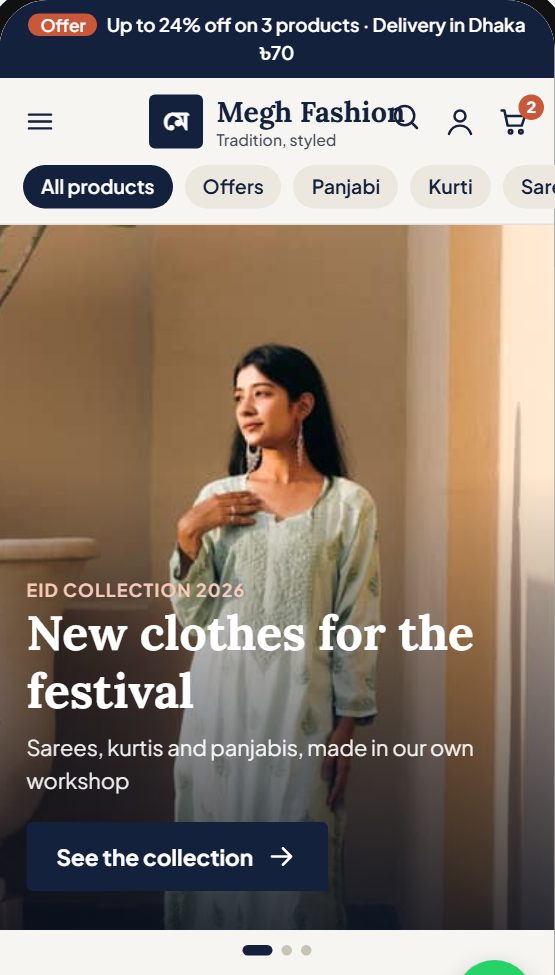 Offer Up to 24% off on 3 products · Delivery in Dhaka
৳70
মে
Megh Fashion
Tradition, styled
2
All products
Offers
Panjabi
Kurti
Sare
EID COLLECTION 2026
New clothes for the
festival
Sarees, kurtis and panjabis, made in our own
workshop
See the collection →